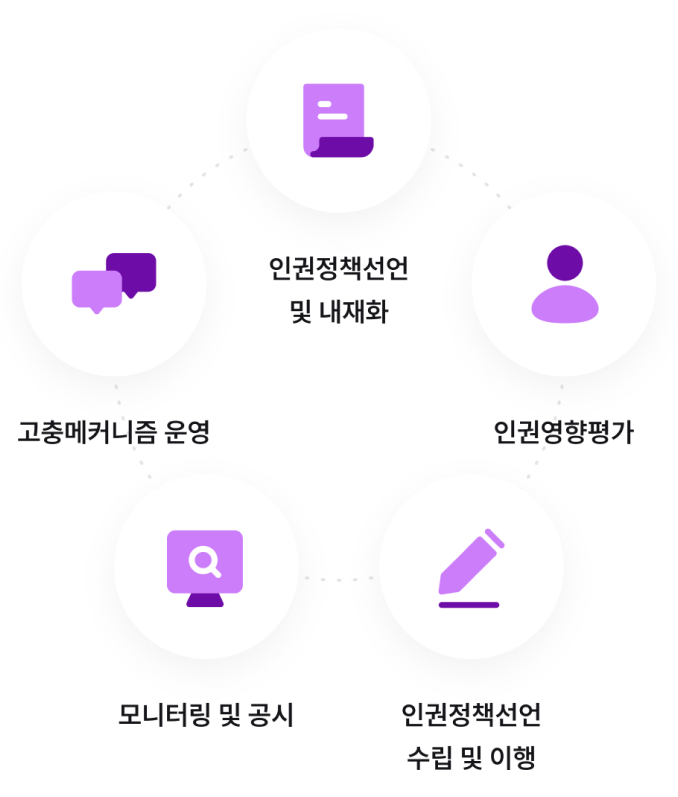 인권정책선언
및 내재화
고충메커니즘 운영
인권영향평가
모니터링 및 공시
인권정책선언
수립 및 이행